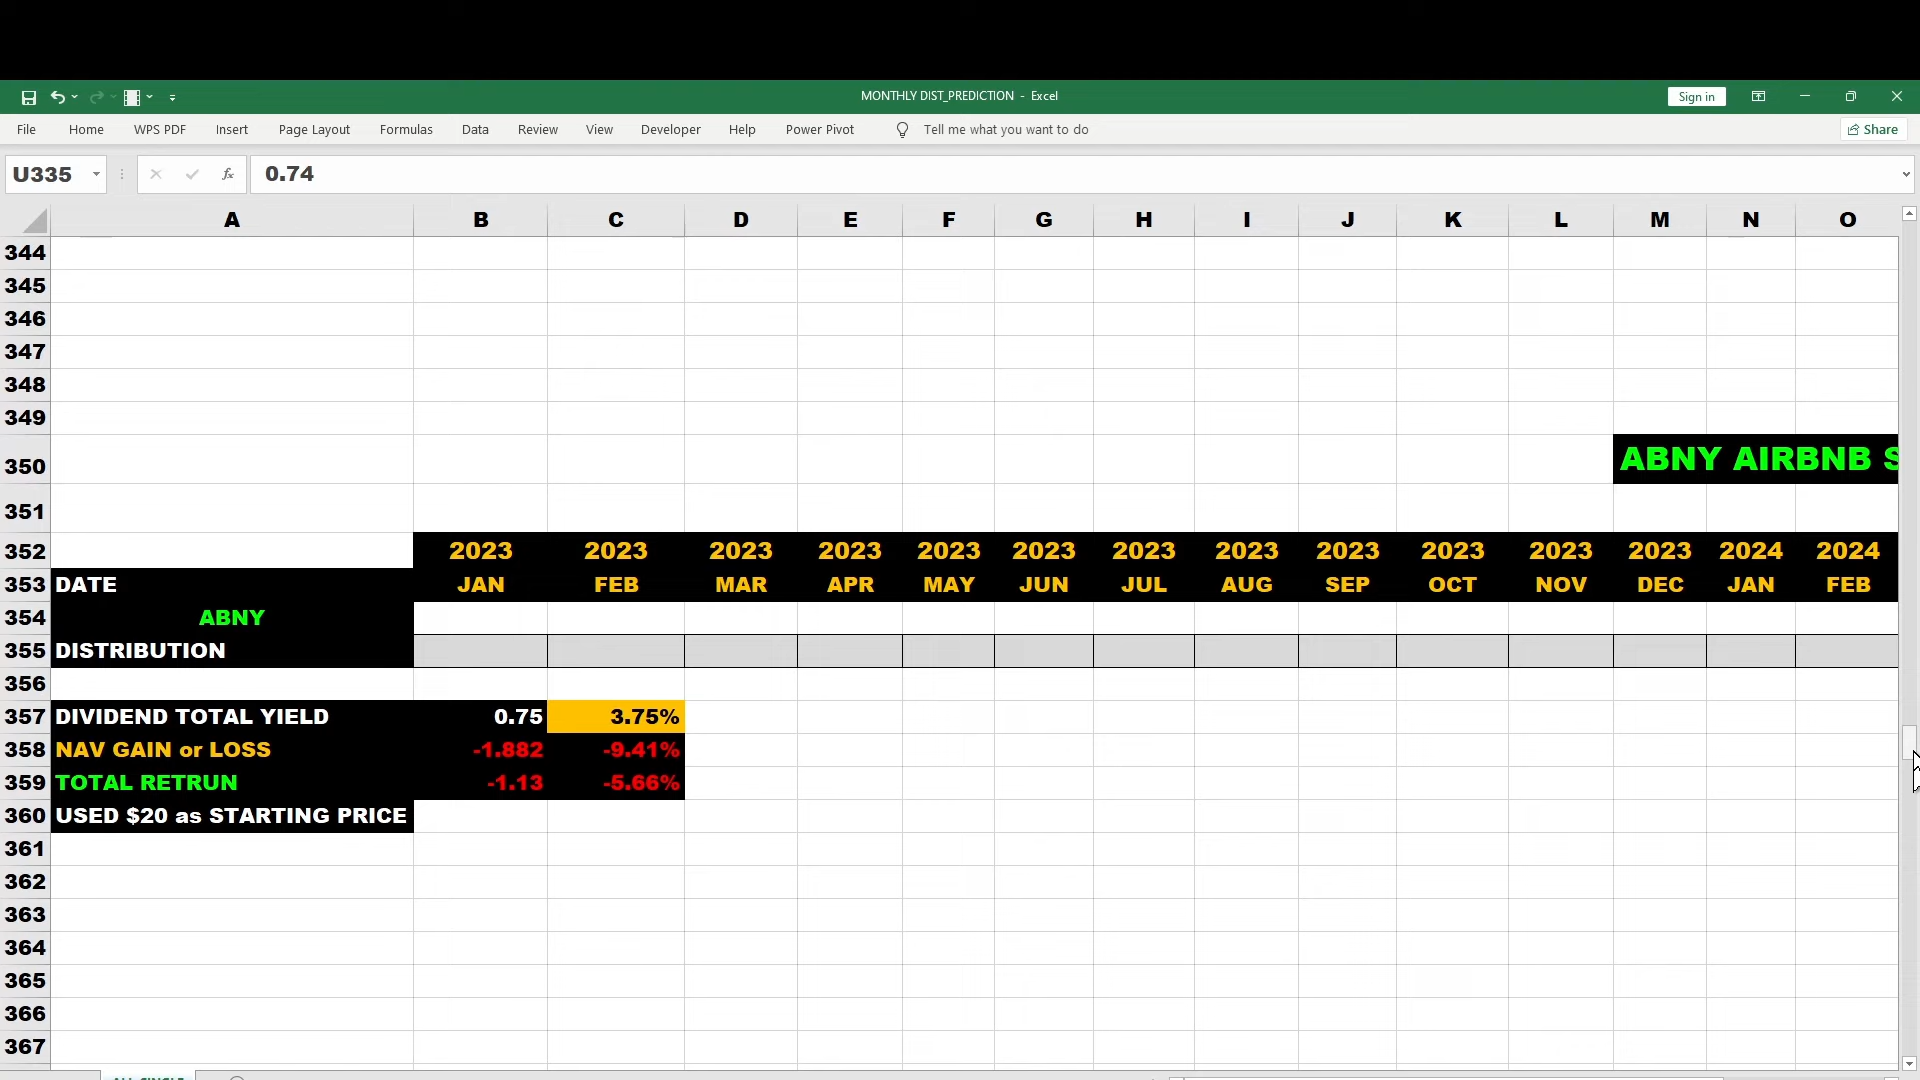 MONTHLY DIST_PREDICTION - Excel
Sign in
File Home WPS PDF Insert Page Layout Formulas Data Review View Developer Help Power Pivot Tell me what you want to do Share
U335 fx 0.74
A B C D E F G H I J K L M N O
344
345
346
347
348
349
350 ABNY AIRBNB S
351
352 2023 2023 2023 2023 2023 2023 2023 2023 2023 2023 2023 2023 2024 2024
353 DATE JAN FEB MAR APR MAY JUN JUL AUG SEP OCT NOV DEC JAN FEB
354 ABNY
355 DISTRIBUTION
356
357 DIVIDEND TOTAL YIELD 0.75 3.75%
358 NAV GAIN or LOSS -1.882 -9.41%
359 TOTAL RETRUN -1.13 -5.66%
360 USED $20 as STARTING PRICE
361
362
363
364
365
366
367